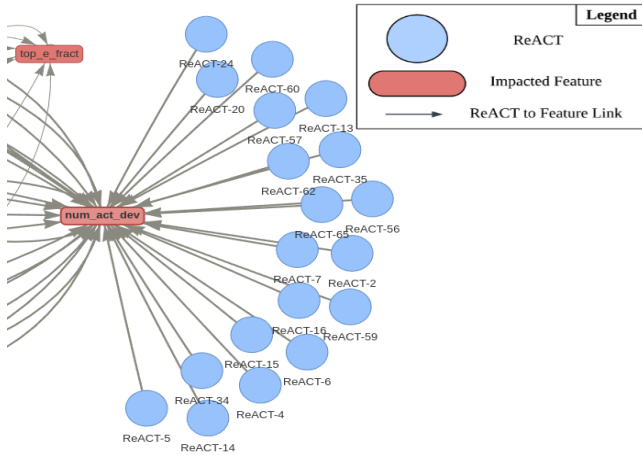 Legend
ReACT
Impacted Feature
ReACT to Feature Link
top_e_fract
num_act_dev
ReACT-24
ReACT-60
ReACT-20
ReACT-13
ReACT-57
ReACT-35
ReACT-62
ReACT-56
ReACT-65
ReACT-7
ReACT-2
ReACT-16
ReACT-59
ReACT-15
ReACT-6
ReACT-34
ReACT-4
ReACT-5
ReACT-14